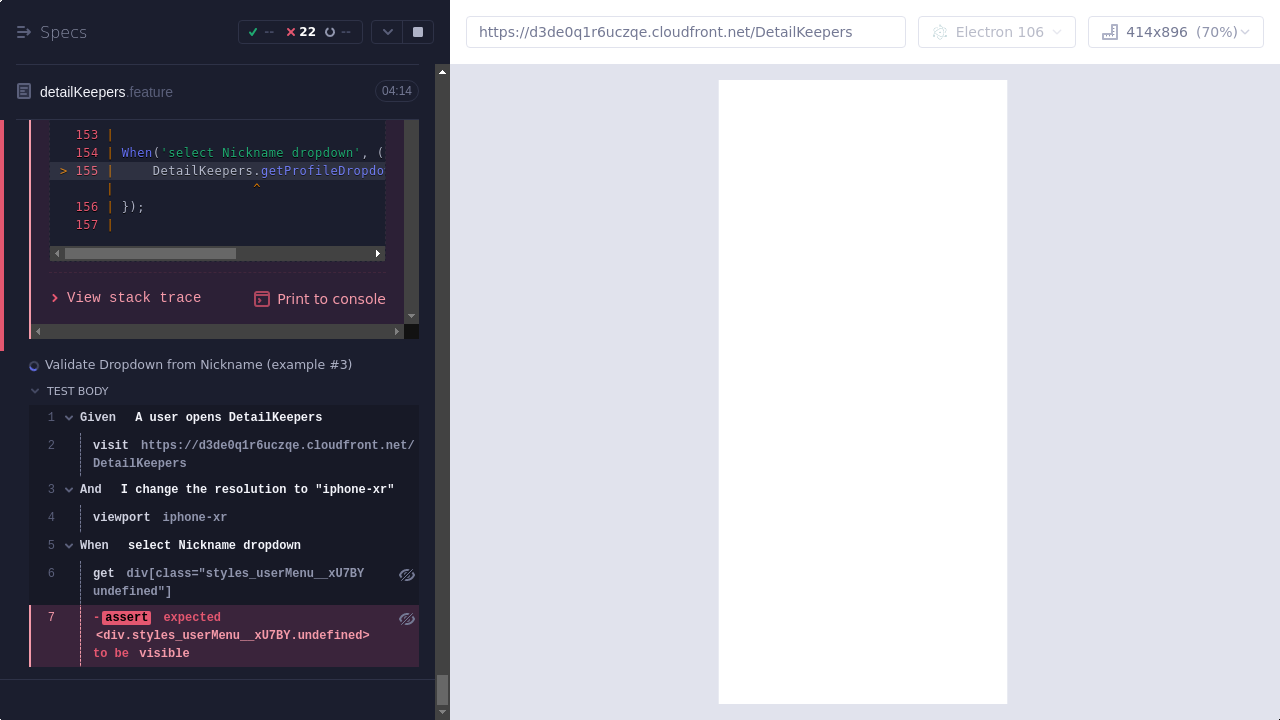 Specs
-- 22 --
https://d3de0q1r6uczqe.cloudfront.net/DetailKeepers
Electron 106
414x896 (70%)
detailKeepers.feature
04:14
153 |
154 | When('select Nickname dropdown', (
> 155 | DetailKeepers.getProfileDropdo
| ^
156 | });
157 |
View stack trace
Print to console
Validate Dropdown from Nickname (example #3)
TEST BODY
1 Given A user opens DetailKeepers
2 visit https://d3de0q1r6uczqe.cloudfront.net/
DetailKeepers
3 And I change the resolution to "iphone-xr"
4 viewport iphone-xr
5 When select Nickname dropdown
6 get div[class="styles_userMenu__xU7BY
undefined"]
7 -assert expected
<div.styles_userMenu__xU7BY.undefined>
to be visible